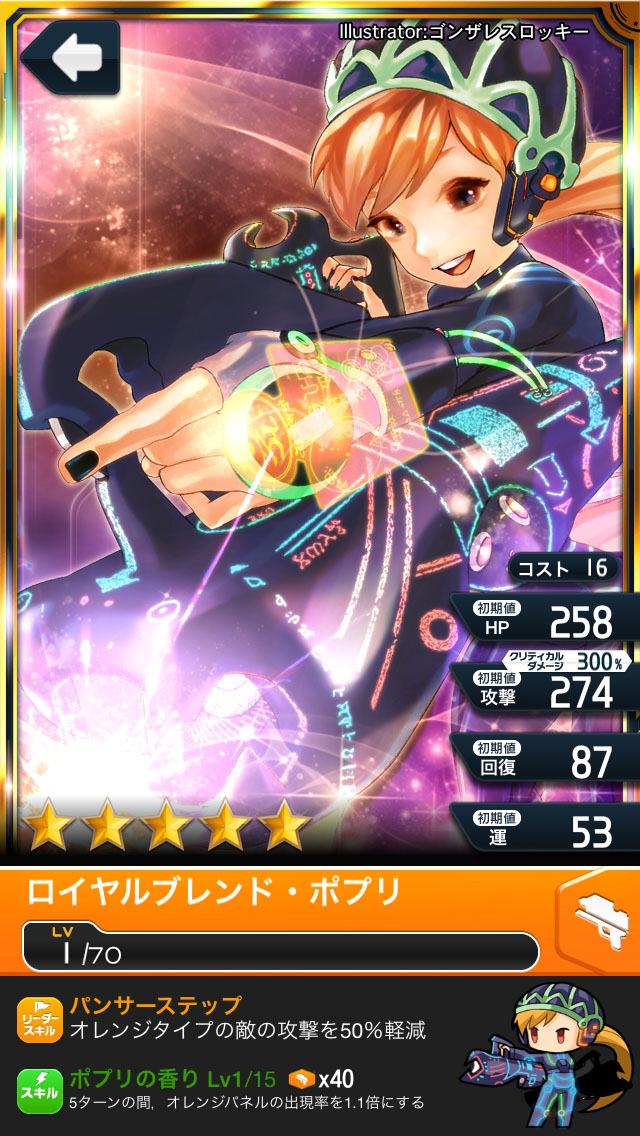 Illustrator:ゴンザレスロッキー
コスト 16
初期値
HP 258
クリティカル
ダメージ 300%
初期値
攻撃 274
初期値
回復 87
初期値
運 53
ロイヤルブレンド・ポプリ
LV
1/70
リーダー
スキル
パンサーステップ
オレンジタイプの敵の攻撃を50%軽減
スキル
ポプリの香り Lv1/15 x40
5ターンの間，オレンジパネルの出現率を1.1倍にする